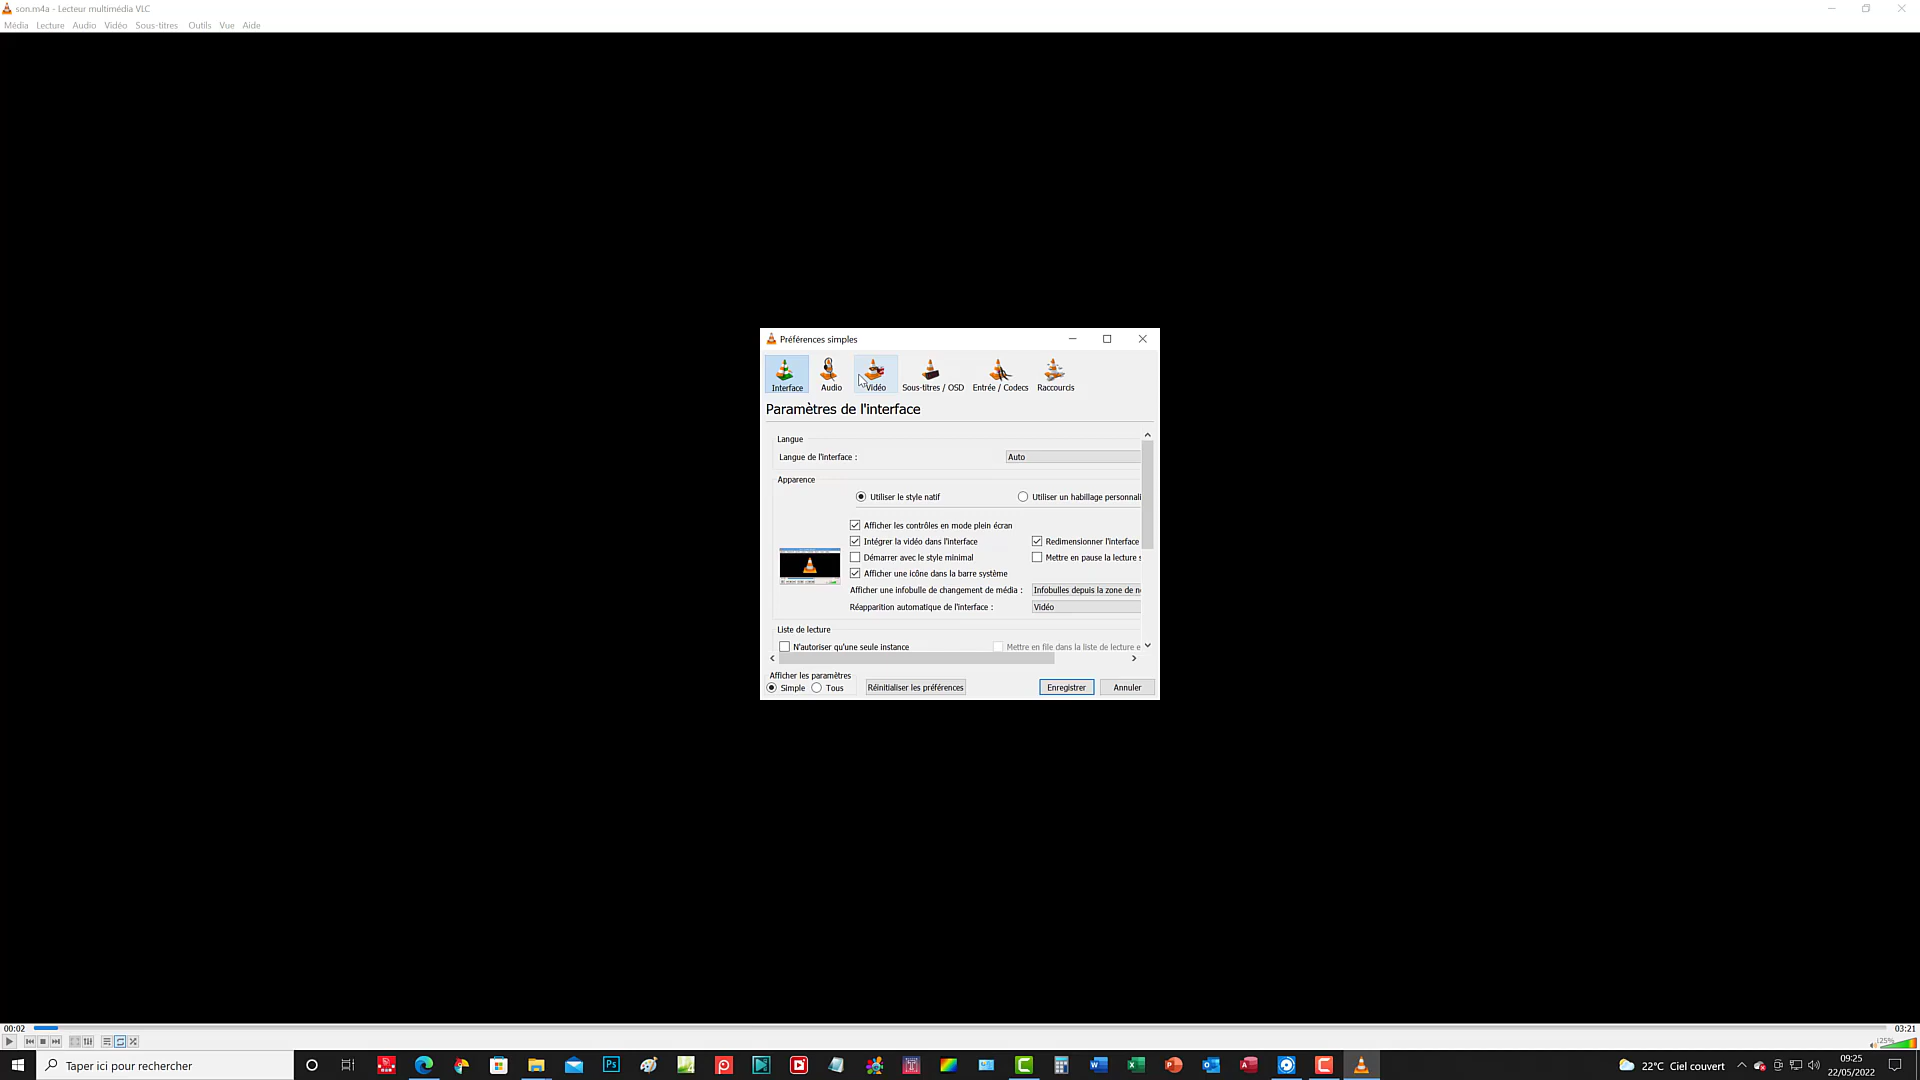 son.m4a - Lecteur multimédia VLC
Média Lecture Audio Vidéo Sous-titres Outils Vue Aide
Préférences simples
Interface Audio Vidéo Sous-titres / OSD Entrée / Codecs Raccourcis
Paramètres de l'interface
Langue
Langue de l'interface : Auto
Apparence
Utiliser le style natif Utiliser un habillage personnali
Afficher les contrôles en mode plein écran
Intégrer la vidéo dans l'interface Redimensionner l'interface
Démarrer avec le style minimal Mettre en pause la lecture s
Afficher une icône dans la barre système
Afficher une infobulle de changement de média : Infobulles depuis la zone de n
Réapparition automatique de l'interface : Vidéo
Liste de lecture
N'autoriser qu'une seule instance Mettre en file dans la liste de lecture e
Afficher les paramètres
Simple Tous Réinitialiser les préférences Enregistrer Annuler
00:02 03:21
125%
Taper ici pour rechercher
22°C Ciel couvert
09:25
22/05/2022